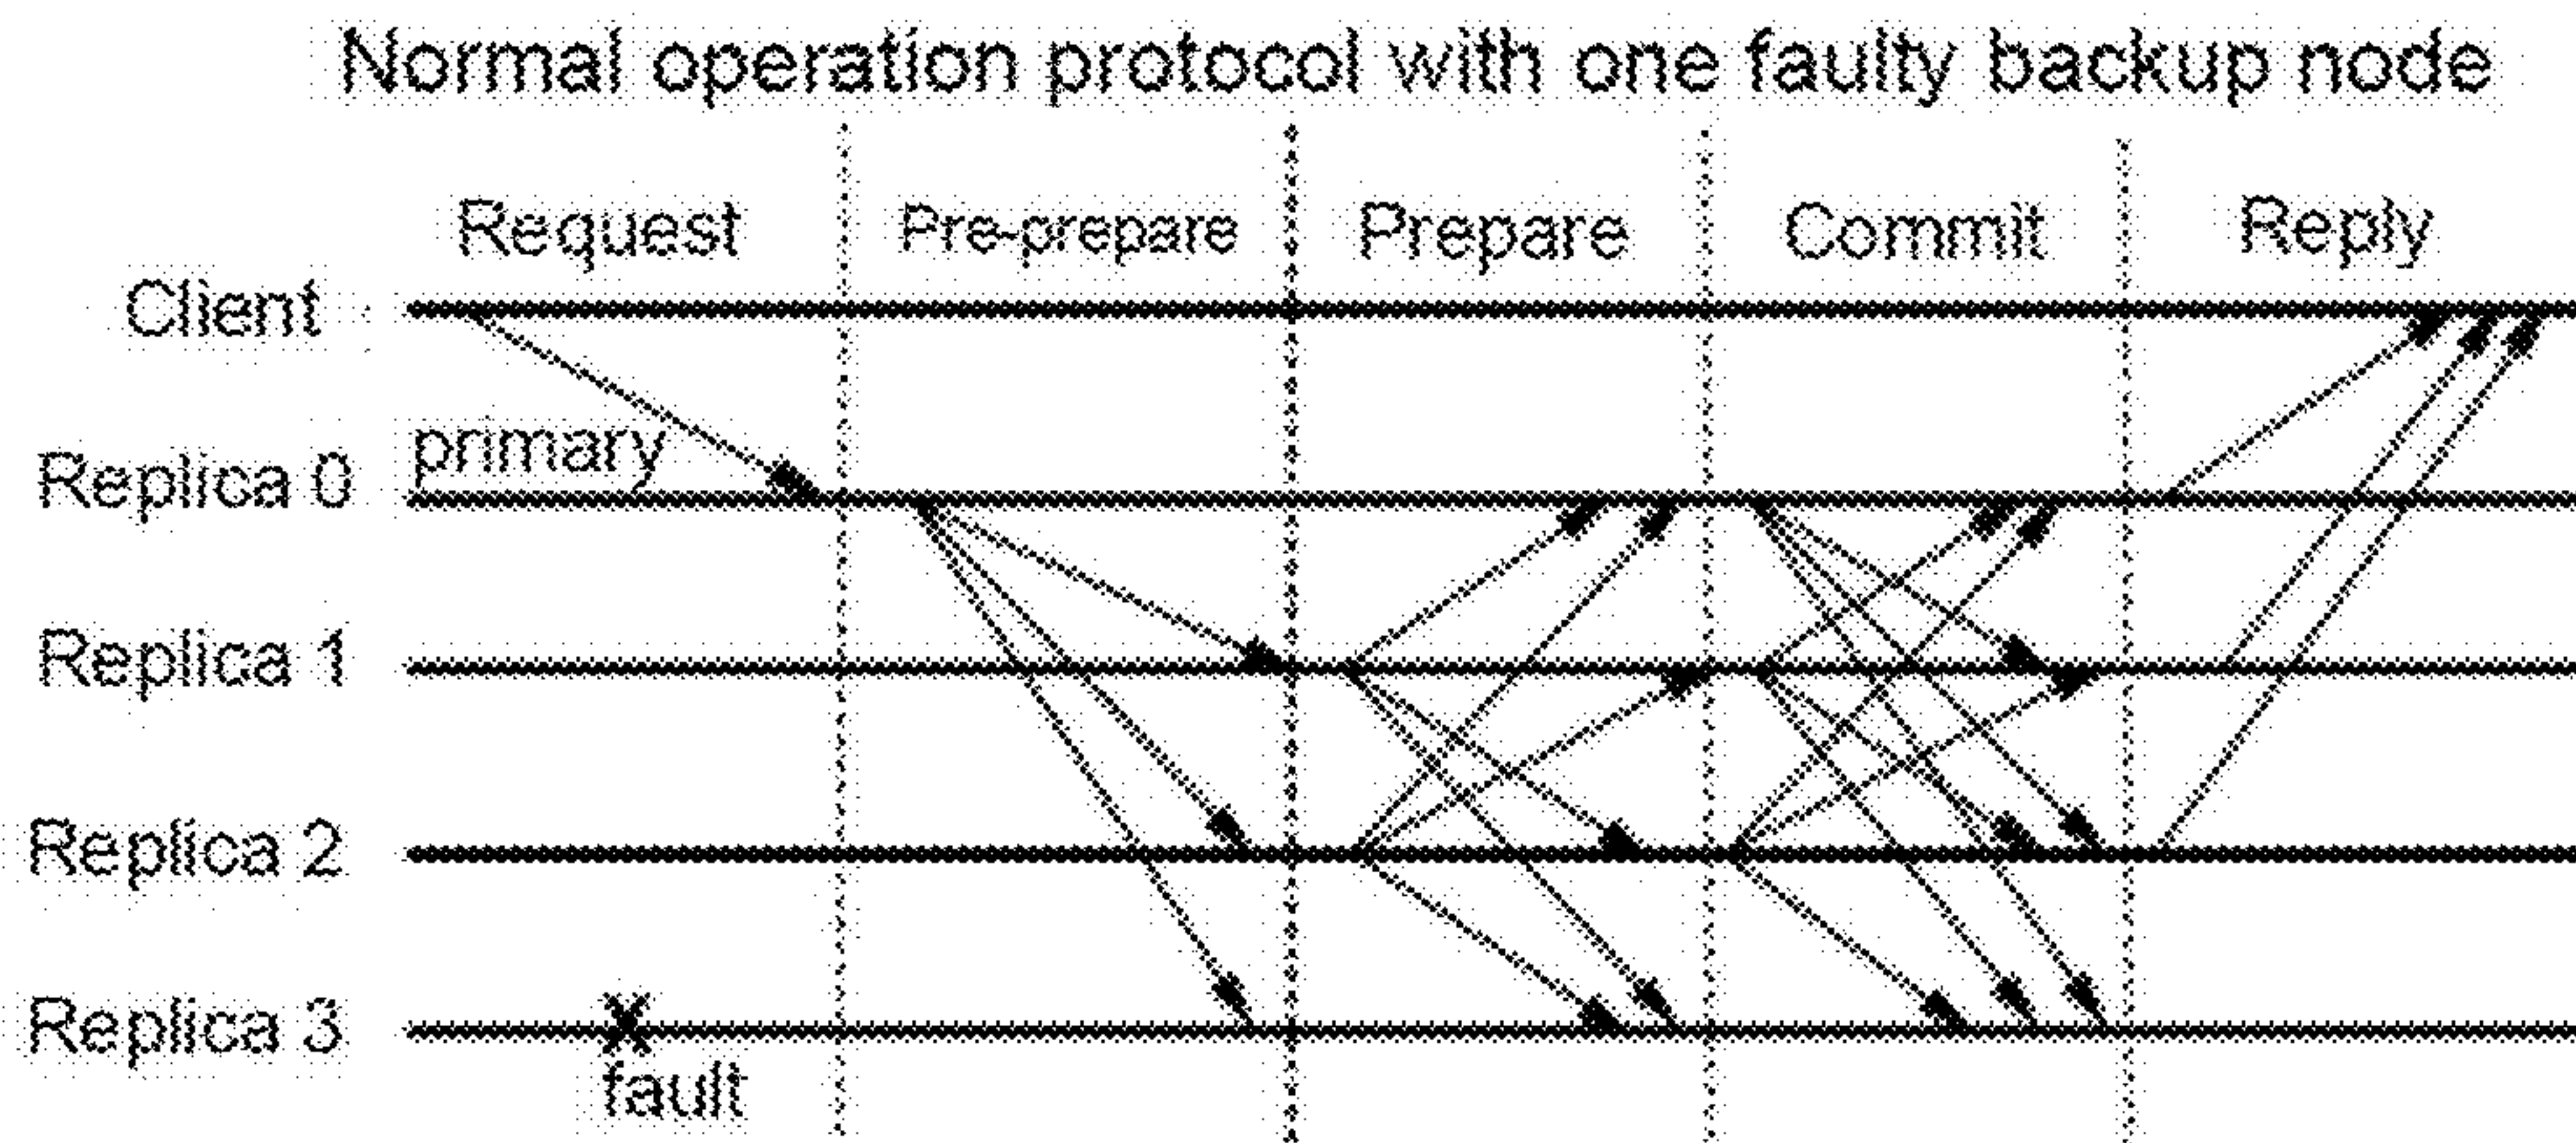 Normal operation protocol with one faulty backup node
Request Pre-prepare Prepare Commit Reply
Client
primary
Replica 0
Replica 1
Replica 2
Replica 3
X
fault